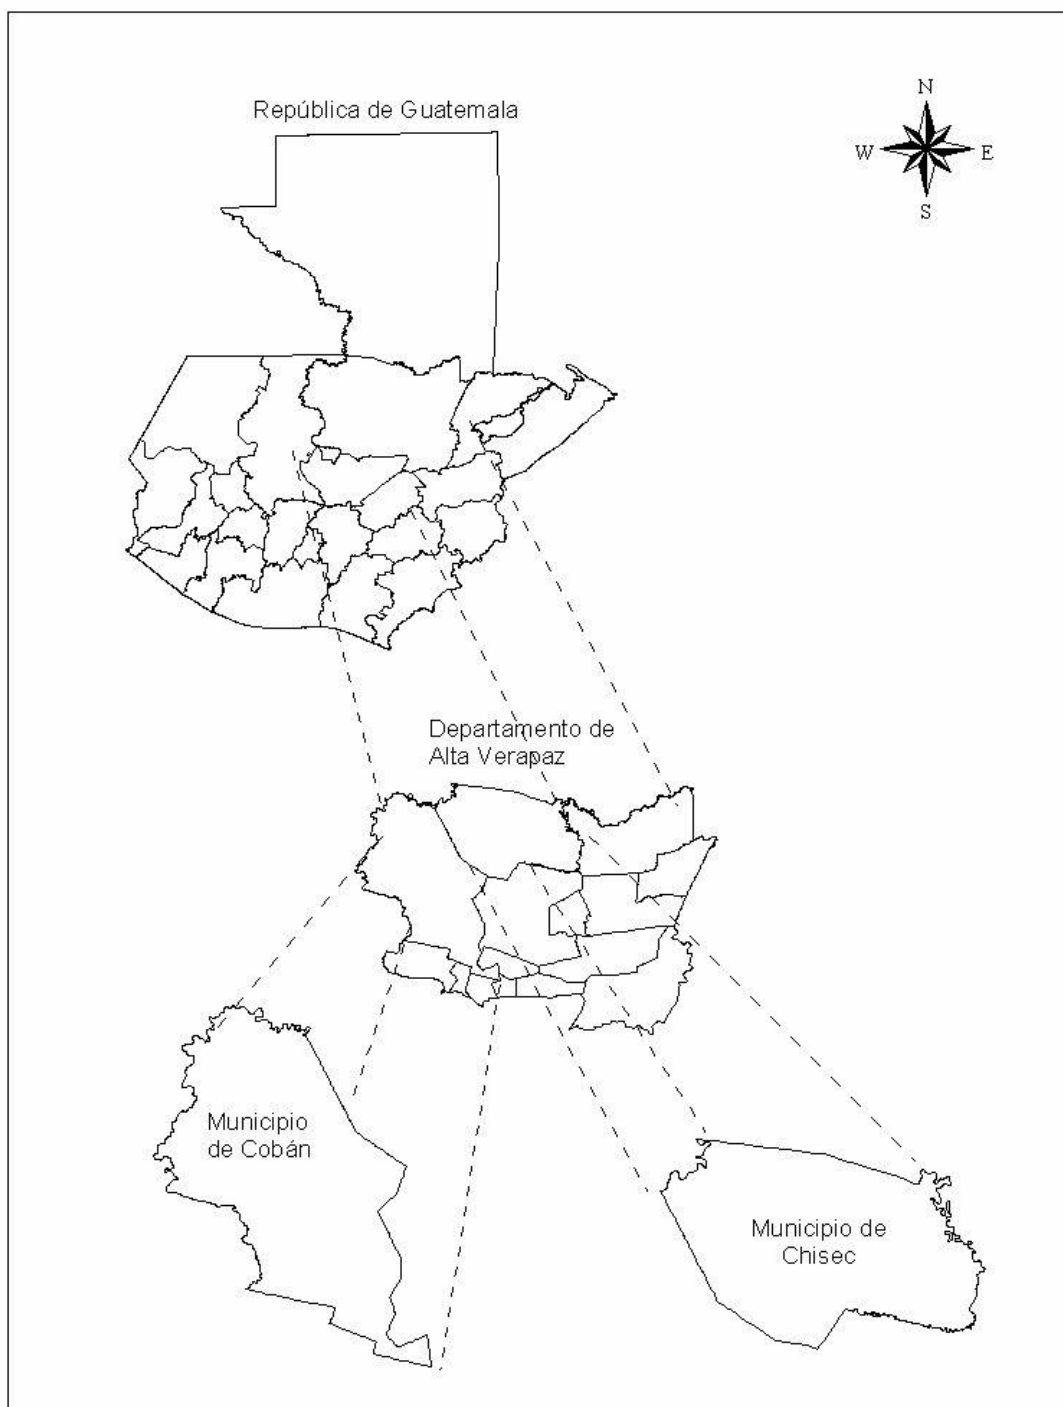 República de Guatemala
N
W E
S
Departamento de
Alta Verapaz
Municipio
de Cobán
Municipio de
Chisec